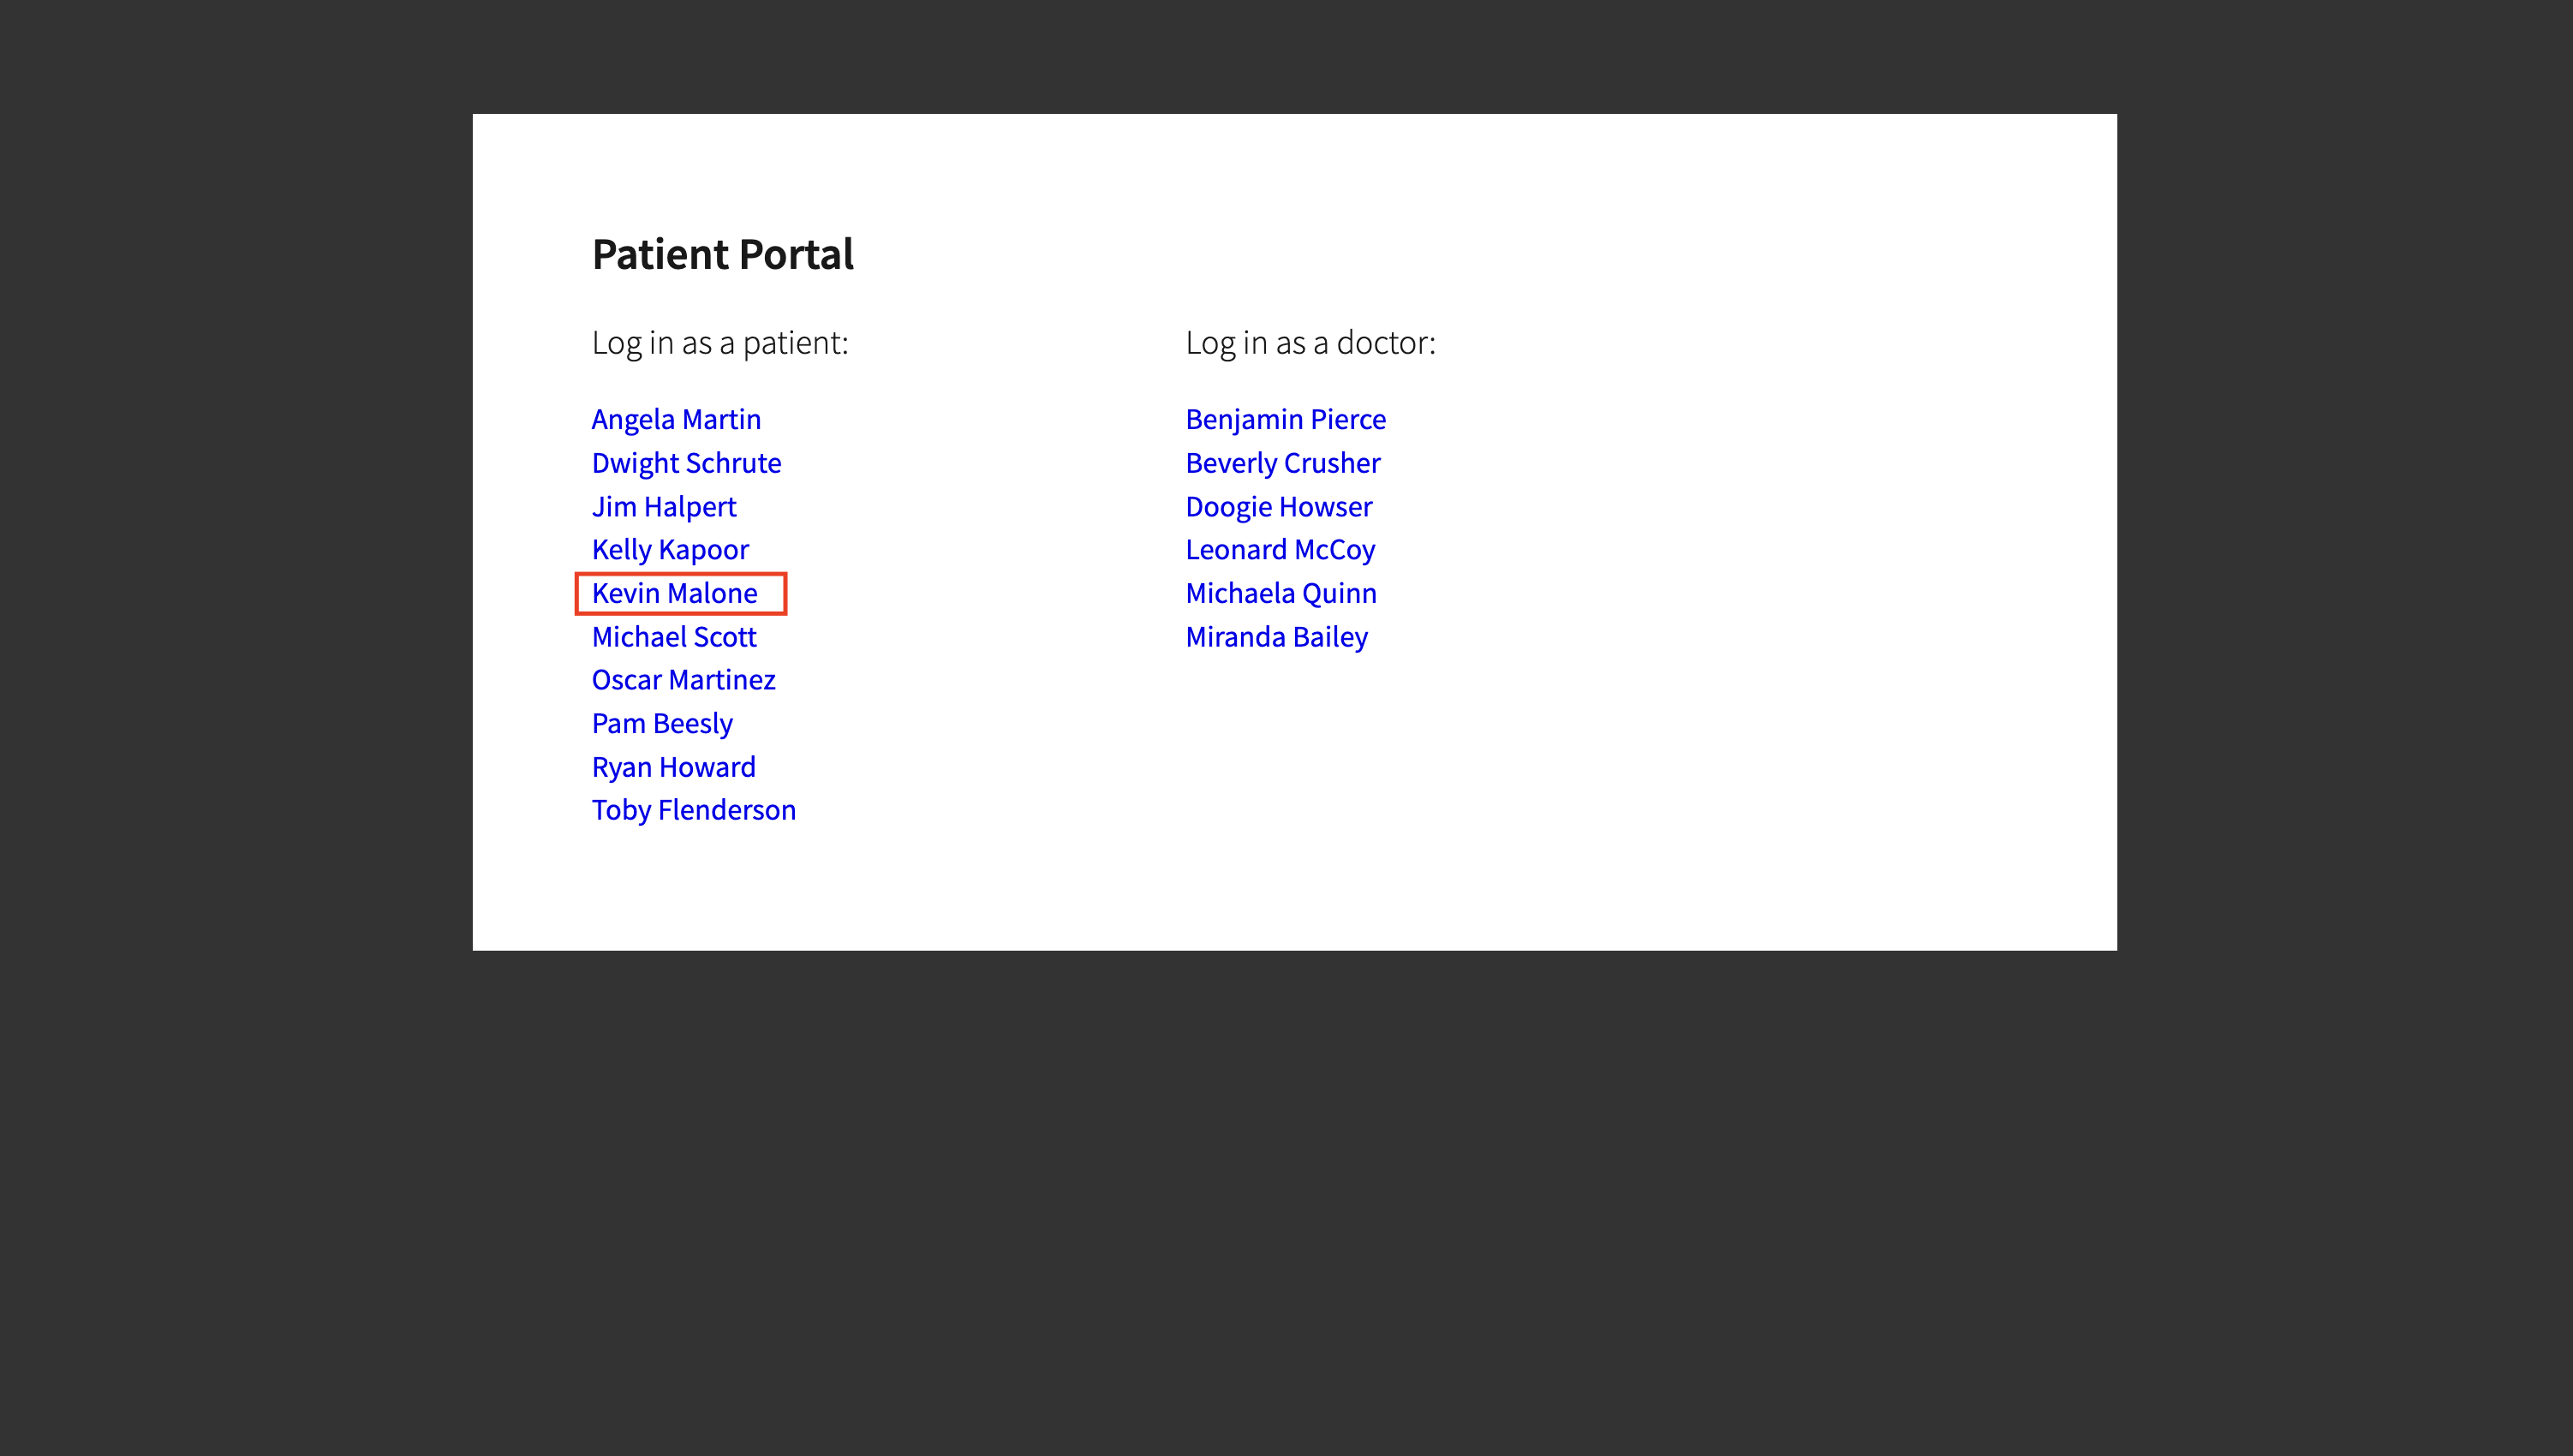 Patient Portal
Log in as a patient:
Angela Martin
Dwight Schrute
Jim Halpert
Kelly Kapoor
Kevin Malone
Michael Scott
Oscar Martinez
Pam Beesly
Ryan Howard
Toby Flenderson
Log in as a doctor:
Benjamin Pierce
Beverly Crusher
Doogie Howser
Leonard McCoy
Michaela Quinn
Miranda Bailey